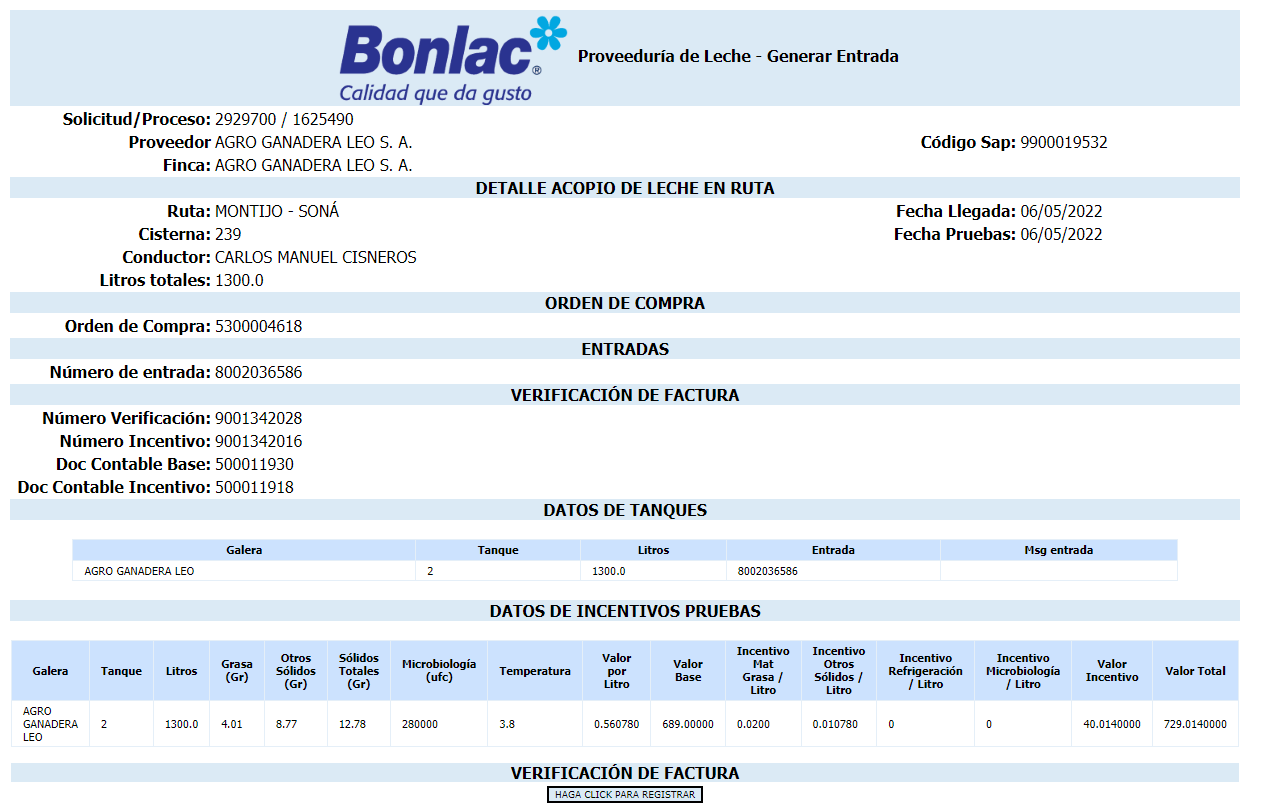 Bonlac®
Calidad que da gusto
Proveeduría de Leche - Generar Entrada
Solicitud/Proceso: 2929700 / 1625490
Proveedor AGRO GANADERA LEO S. A. Código Sap: 9900019532
Finca: AGRO GANADERA LEO S. A.
DETALLE ACOPIO DE LECHE EN RUTA
Ruta: MONTIJO - SONÁ Fecha Llegada: 06/05/2022
Cisterna: 239 Fecha Pruebas: 06/05/2022
Conductor: CARLOS MANUEL CISNEROS
Litros totales: 1300.0
ORDEN DE COMPRA
Orden de Compra: 5300004618
ENTRADAS
Número de entrada: 8002036586
VERIFICACIÓN DE FACTURA
Número Verificación: 9001342028
Número Incentivo: 9001342016
Doc Contable Base: 500011930
Doc Contable Incentivo: 500011918
DATOS DE TANQUES
Galera Tanque Litros Entrada Msg entrada
AGRO GANADERA LEO 2 1300.0 8002036586
DATOS DE INCENTIVOS PRUEBAS
Galera Tanque Litros Grasa (Gr) Otros Sólidos (Gr) Sólidos Totales (Gr) Microbiología (ufc) Temperatura Valor por Litro Valor Base Incentivo Mat Grasa / Litro Incentivo Otros Sólidos / Litro Incentivo Refrigeración / Litro Incentivo Microbiología / Litro Valor Incentivo Valor Total
AGRO GANADERA LEO 2 1300.0 4.01 8.77 12.78 280000 3.8 0.560780 689.00000 0.0200 0.010780 0 0 40.0140000 729.0140000
VERIFICACIÓN DE FACTURA
HAGA CLICK PARA REGISTRAR